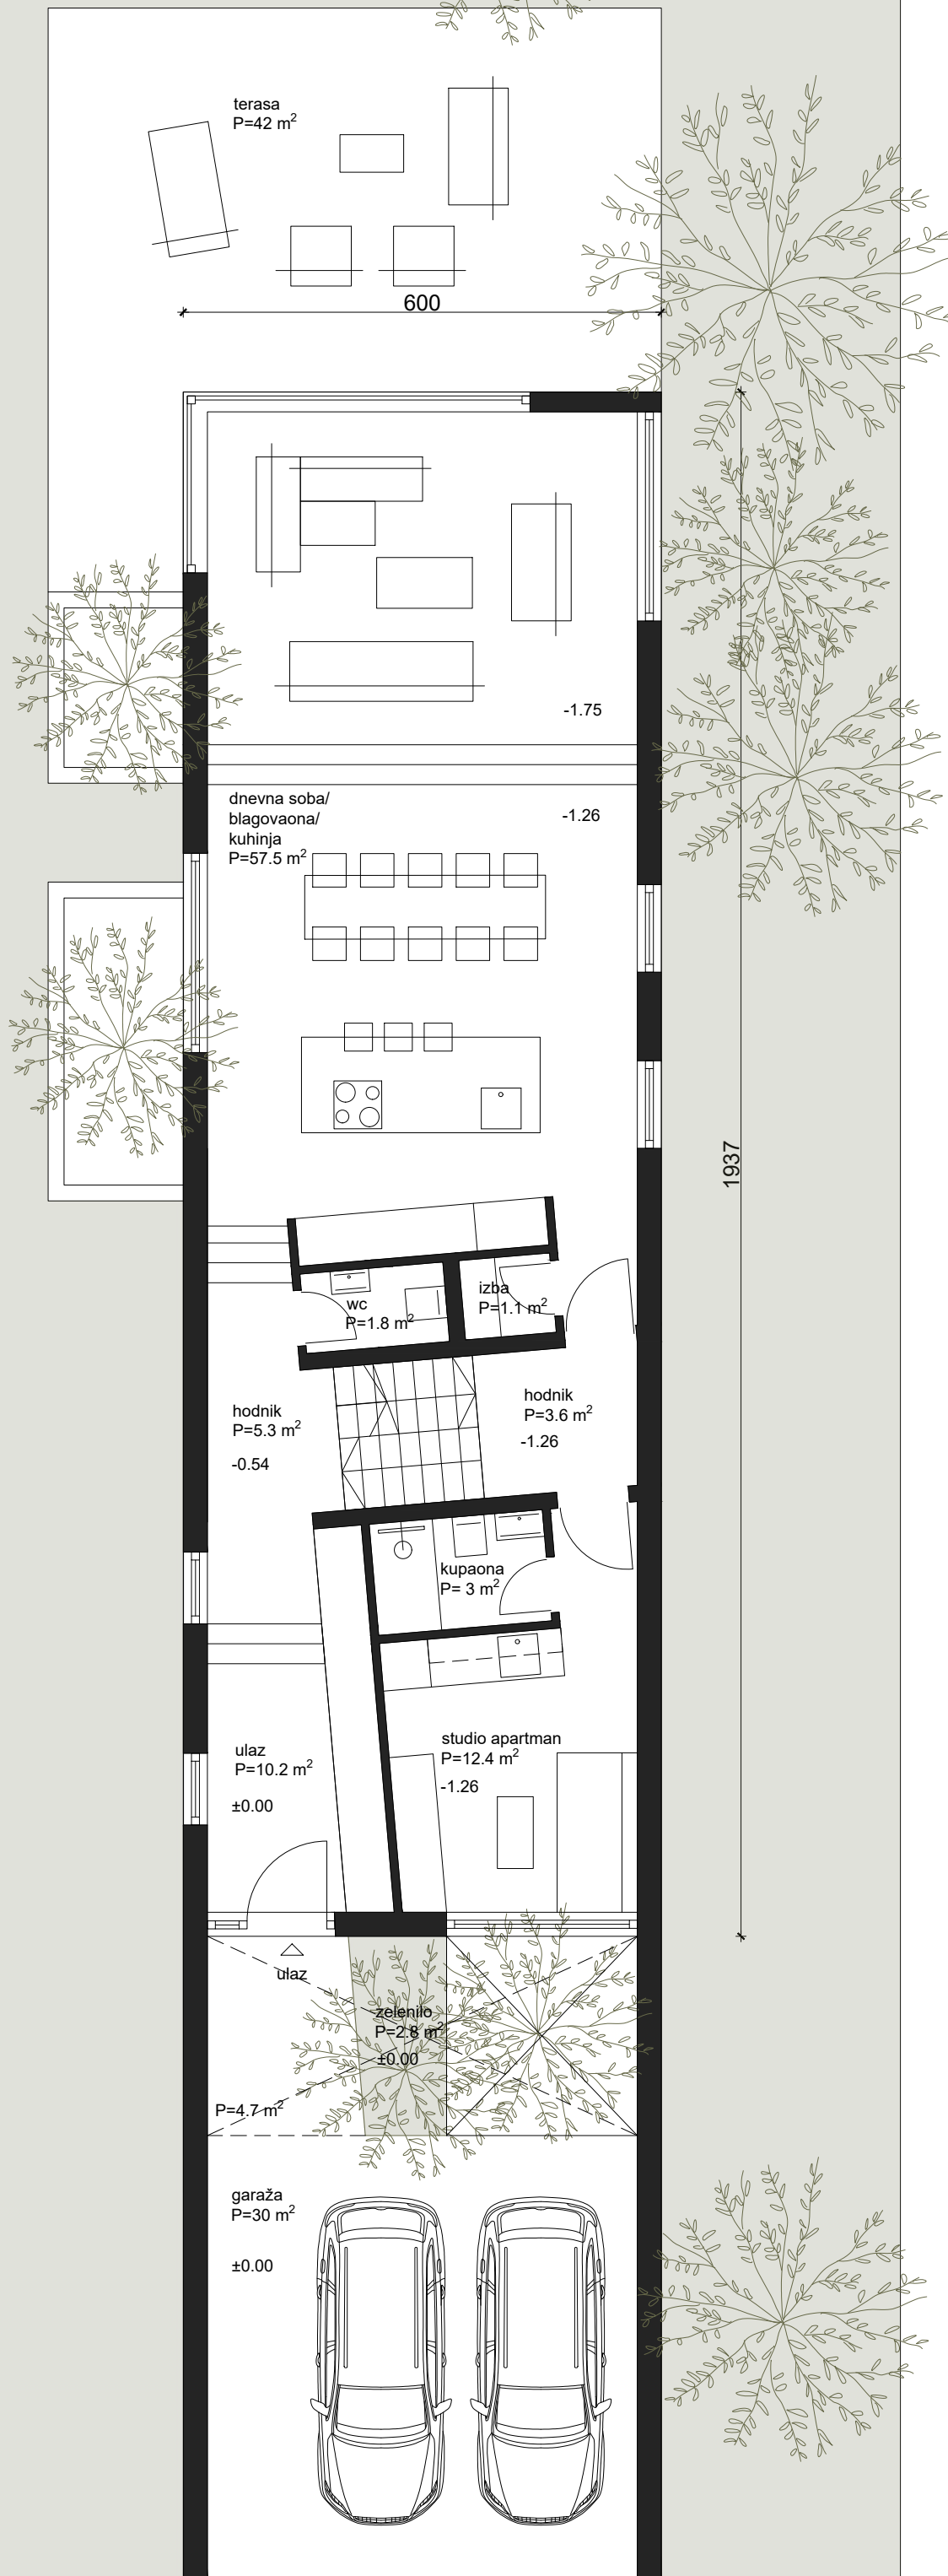 terasa
P=42 m²
600
-1.75
dnevna soba/
blagovaona/
kuhinja
P=57.5 m²
-1.26
1937
wc
P=1.8 m²
izba
P=1.1 m²
hodnik
P=5.3 m²
-0.54
hodnik
P=3.6 m²
-1.26
kupaona
P= 3 m²
ulaz
P=10.2 m²
±0.00
studio apartman
P=12.4 m²
-1.26
ulaz
zelenilo
P=2.8 m²
±0.00
P=4.7 m²
garaža
P=30 m²
±0.00